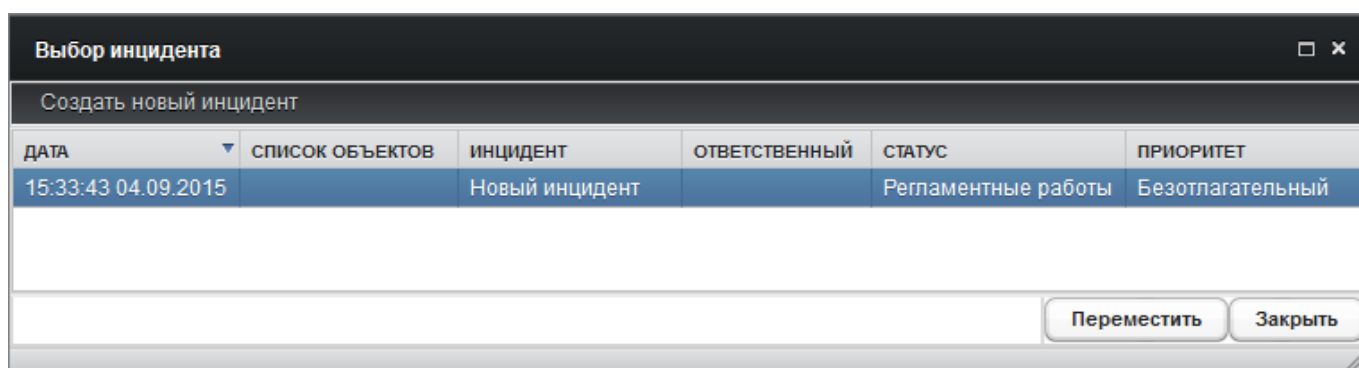 Выбор инцидента
Создать новый инцидент
ДАТА СПИСОК ОБЪЕКТОВ ИНЦИДЕНТ ОТВЕТСТВЕННЫЙ СТАТУС ПРИОРИТЕТ
15:33:43 04.09.2015 Новый инцидент Регламентные работы Безотлагательный
Переместить Закрыть